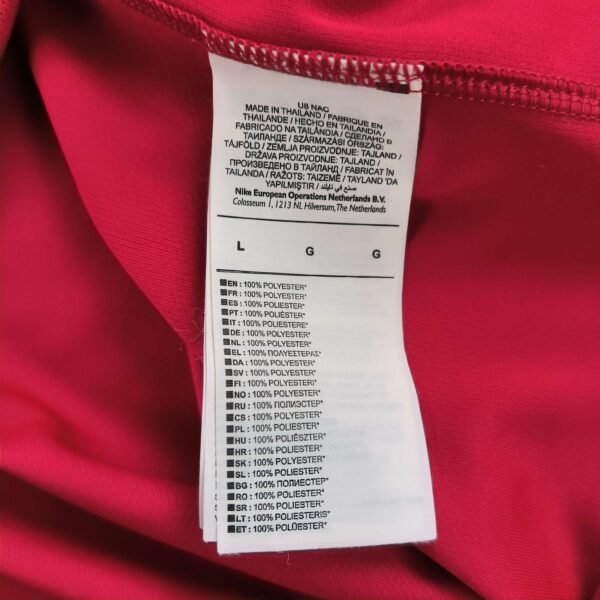 U8 NAC
MADE IN THAILAND / FABRIQUE EN
THAILANDE / HECHO EN TAILANDIA /
FABRICADO NA TAILÂNDIA / СДЕЛАНО В
ТАИЛАНДЕ / SZÁRMAZÁSI ORSZÁG:
TÁJFÖLD / ZEMLJA PROIZVODNJE: TAJLAND /
DRŽAVA PROIZVODNJE: TAJLAND /
ПРОИЗВЕДЕНО В ТАЙЛАНД / FABRICAT ÎN
TAILANDA / RAŽOTS: TAIZEMĒ / TAYLAND 'DA
YAPILMIŞTIR / صنع في تايلند
Nike European Operations Netherlands B.V.
Colosseum 1, 1213 NL Hilversum, The Netherlands
L G G
EN : 100% POLYESTER*
FR : 100% POLYESTER*
ES : 100% POLIÉSTER*
PT : 100% POLIÉSTER*
IT : 100% POLIESTERE*
DE : 100% POLYESTER*
NL : 100% POLYESTER*
EL : 100% ΠΟΛΥΕΣΤΕΡΑΣ*
DA : 100% POLYESTER*
SV : 100% POLYESTER*
FI : 100% POLYESTERI*
NO : 100% POLYESTER*
RU : 100% ПОЛИЭСТЕР*
CS : 100% POLYESTER*
PL : 100% POLIESTER*
HU : 100% POLIÉSZTER*
HR : 100% POLIESTER*
SK : 100% POLYESTER*
SL : 100% POLIESTER*
BG : 100% ПОЛИЕСТЕР*
RO : 100% POLIESTER*
SR : 100% POLIESTER*
LT : 100% POLIESTERIS*
ET : 100% POLÜESTER*